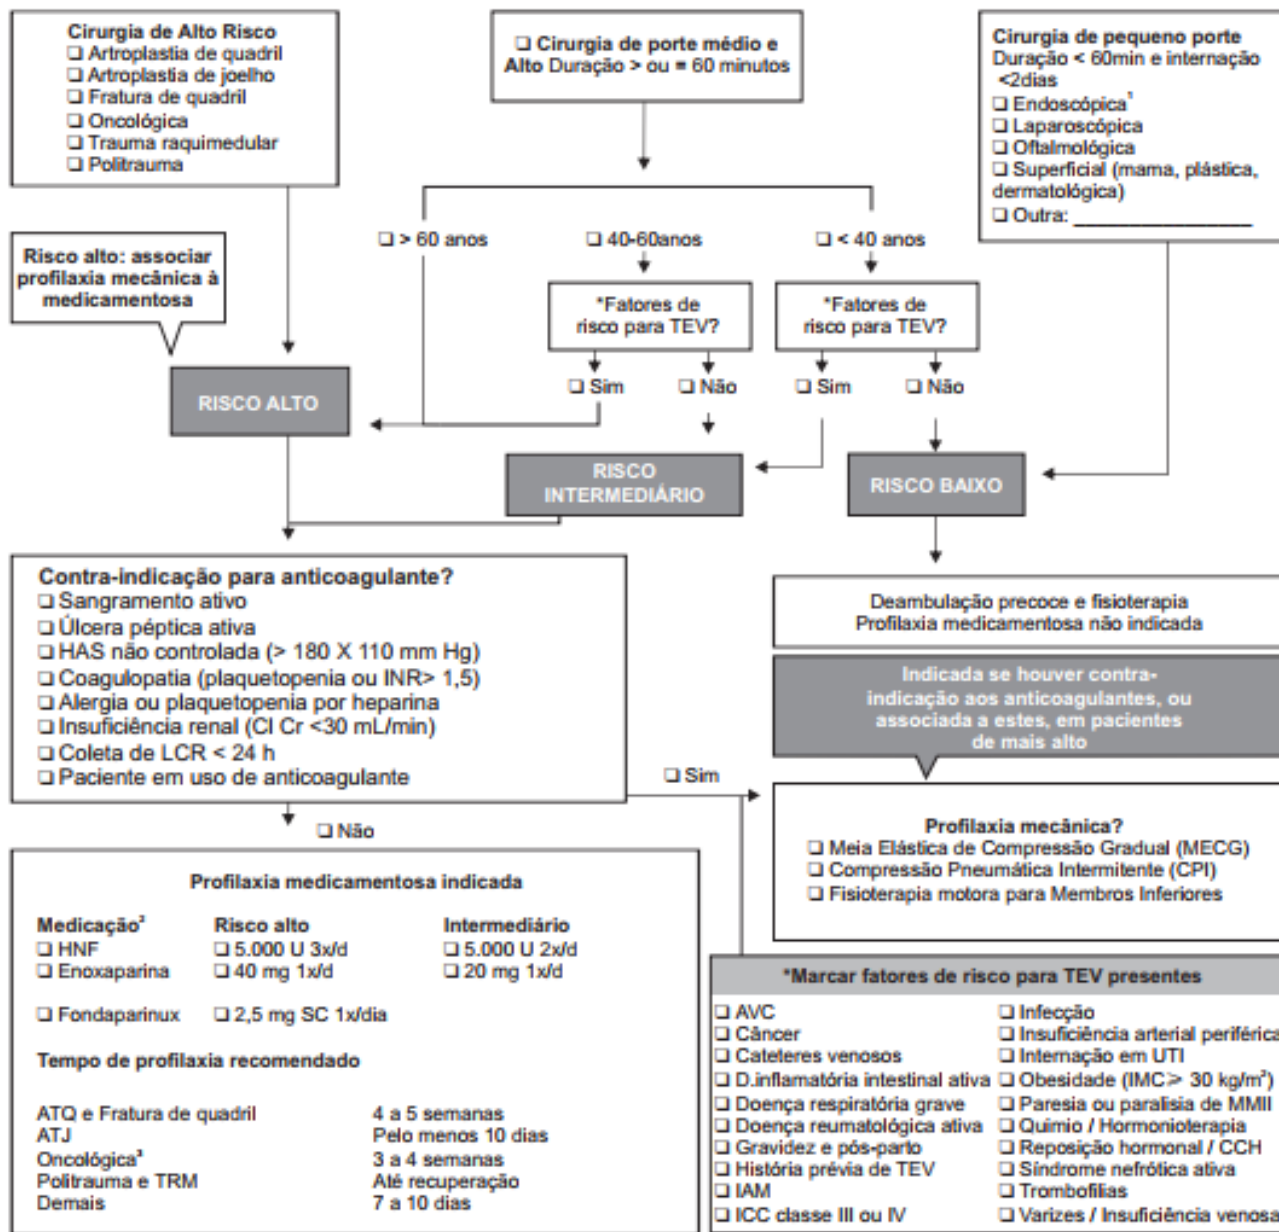 Cirurgia de Alto Risco
❑ Artroplastia de quadril
❑ Artroplastia de joelho
❑ Fratura de quadril
❑ Oncológica
❑ Trauma raquimedular
❑ Politrauma
❑ Cirurgia de porte médio e
Alto Duração > ou = 60 minutos
Cirurgia de pequeno porte
Duração < 60min e internação
<2dias
❑ Endoscópica¹
❑ Laparoscópica
❑ Oftalmológica
❑ Superficial (mama, plástica,
dermatológica)
❑ Outra: ________________
Risco alto: associar
profilaxia mecânica à
medicamentosa
❑ > 60 anos
❑ 40-60anos
❑ < 40 anos
*Fatores de
risco para TEV?
*Fatores de
risco para TEV?
❑ Sim
❑ Não
❑ Sim
❑ Não
RISCO ALTO
RISCO
INTERMEDIÁRIO
RISCO BAIXO
Contra-indicação para anticoagulante?
❑ Sangramento ativo
❑ Úlcera péptica ativa
❑ HAS não controlada (> 180 X 110 mm Hg)
❑ Coagulopatia (plaquetopenia ou INR> 1,5)
❑ Alergia ou plaquetopenia por heparina
❑ Insuficiência renal (Cl Cr <30 mL/min)
❑ Coleta de LCR < 24 h
❑ Paciente em uso de anticoagulante
❑ Sim
❑ Não
Deambulação precoce e fisioterapia
Profilaxia medicamentosa não indicada
Indicada se houver contra-
indicação aos anticoagulantes, ou
associada a estes, em pacientes
de mais alto
Profilaxia mecânica?
❑ Meia Elástica de Compressão Gradual (MECG)
❑ Compressão Pneumática Intermitente (CPI)
❑ Fisioterapia motora para Membros Inferiores
Profilaxia medicamentosa indicada
Medicação² Risco alto Intermediário
❑ HNF ❑ 5.000 U 3x/d ❑ 5.000 U 2x/d
❑ Enoxaparina ❑ 40 mg 1x/d ❑ 20 mg 1x/d
❑ Fondaparinux ❑ 2,5 mg SC 1x/dia
Tempo de profilaxia recomendado
ATQ e Fratura de quadril 4 a 5 semanas
ATJ Pelo menos 10 dias
Oncológica³ 3 a 4 semanas
Politrauma e TRM Até recuperação
Demais 7 a 10 dias
*Marcar fatores de risco para TEV presentes
❑ AVC ❑ Infecção
❑ Câncer ❑ Insuficiência arterial periférica
❑ Cateteres venosos ❑ Internação em UTI
❑ D.inflamatória intestinal ativa ❑ Obesidade (IMC ≥ 30 kg/m²)
❑ Doença respiratória grave ❑ Paresia ou paralisia de MMII
❑ Doença reumatológica ativa ❑ Quimio / Hormonioterapia
❑ Gravidez e pós-parto ❑ Reposição hormonal / CCH
❑ História prévia de TEV ❑ Síndrome nefrótica ativa
❑ IAM ❑ Trombofilias
❑ ICC classe III ou IV ❑ Varizes / Insuficiência venosa